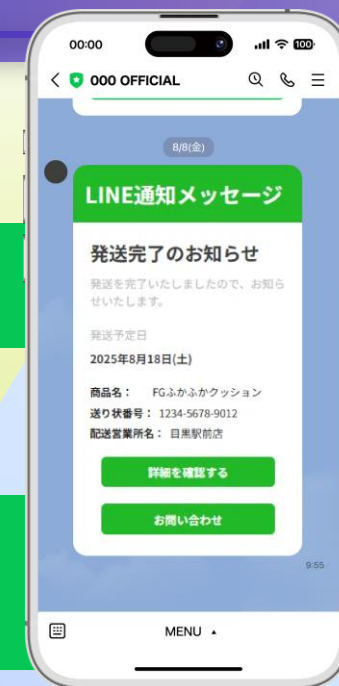 00:00
100
000 OFFICIAL
8/8(金)
LINE通知メッセージ
発送完了のお知らせ
発送を完了いたしましたので、お知ら
せいたします。
発送予定日
2025年8月18日(土)
商品名： FGふかふかクッション
送り状番号： 1234-5678-9012
配送営業所名： 目黒駅前店
詳細を確認する
お問い合わせ
9:55
MENU